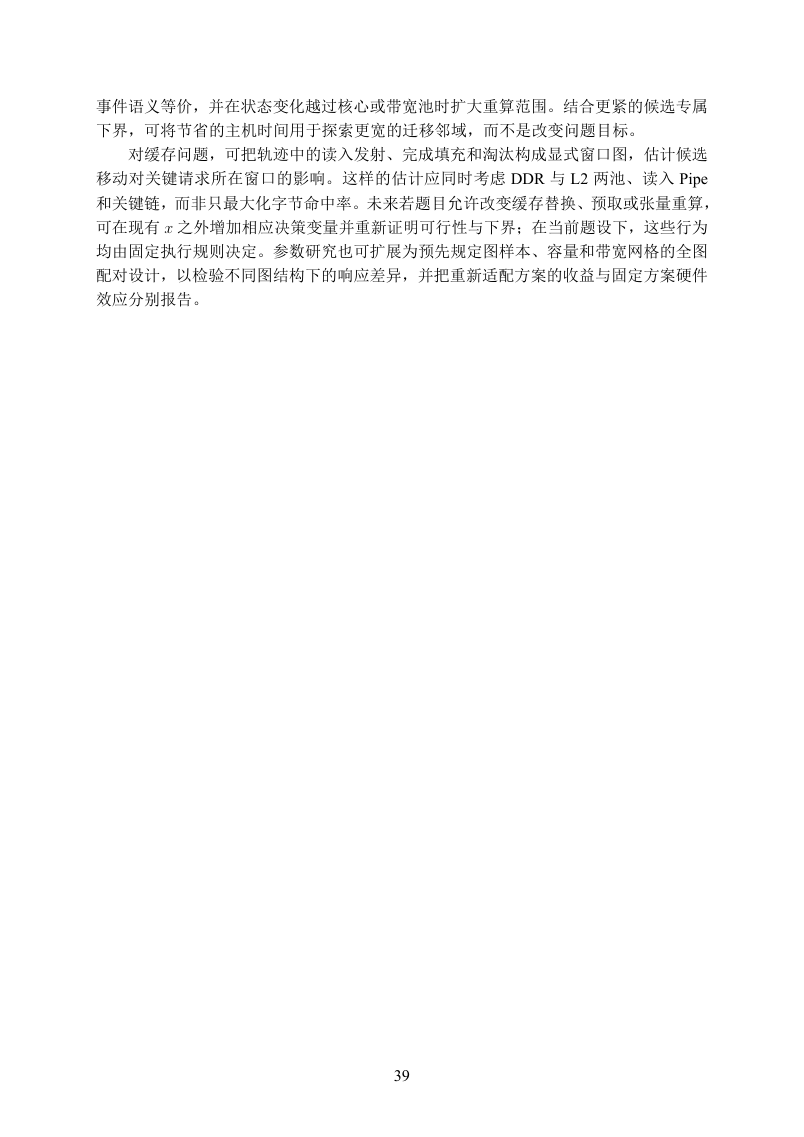 事件语义等价，并在状态变化越过核心或带宽池时扩大重算范围。结合更紧的候选专属
下界，可将节省的主机时间用于探索更宽的迁移邻域，而不是改变问题目标。
对缓存问题，可把轨迹中的读入发射、完成填充和淘汰构成显式窗口图，估计候选
移动对关键请求所在窗口的影响。这样的估计应同时考虑 DDR 与 L2 两池、读入 Pipe
和关键链，而非只最大化字节命中率。未来若题目允许改变缓存替换、预取或张量重算，
可在现有 x 之外增加相应决策变量并重新证明可行性与下界；在当前题设下，这些行为
均由固定执行规则决定。参数研究也可扩展为预先规定图样本、容量和带宽网格的全图
配对设计，以检验不同图结构下的响应差异，并把重新适配方案的收益与固定方案硬件
效应分别报告。
39